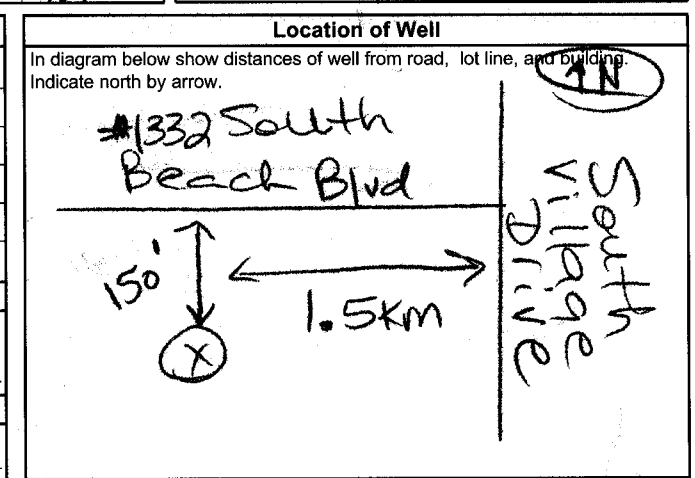 Location of Well
In diagram below show distances of well from road, lot line, and building.
Indicate north by arrow.
N
#1332 South
Beach Blvd
South
Village
Drive
150'
1.5km
X